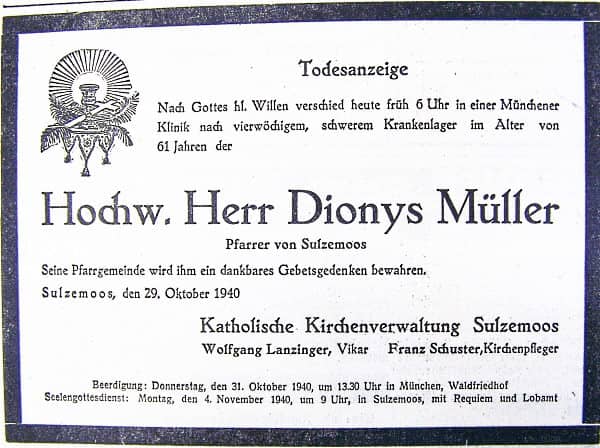 Todesanzeige
Nach Gottes hl. Willen verschied heute früh 6 Uhr in einer Münchener
Klinik nach vierwöchigem, schwerem Krankenlager im Alter von
61 Jahren der
Hochw. Herr Dionys Müller
Pfarrer von Sulzemoos
Seine Pfarrgemeinde wird ihm ein dankbares Gebetsgedenken bewahren.
Sulzemoos, den 29. Oktober 1940
Katholische Kirchenverwaltung Sulzemoos
Wolfgang Lanzinger, Vikar Franz Schuster, Kirchenpfleger
Beerdigung: Donnerstag, den 31. Oktober 1940, um 13.30 Uhr in München, Waldfriedhof
Seelengottesdienst: Montag, den 4. November 1940, um 9 Uhr, in Sulzemoos, mit Requiem und Lobamt